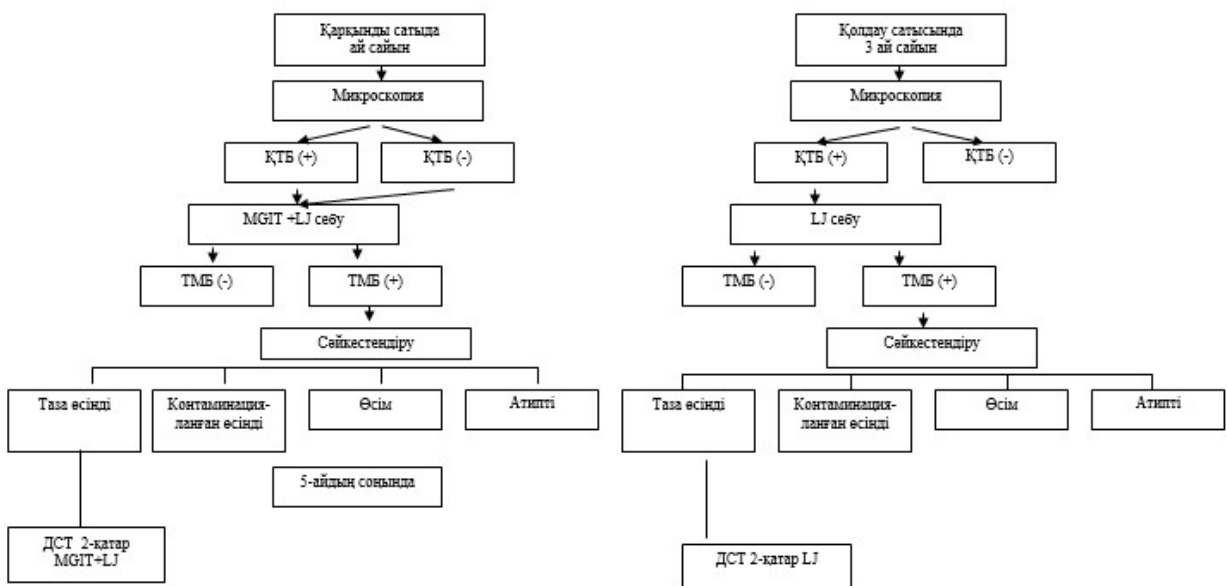 Қарқынды сатыда
ай сайын
Микроскопия
ҚТБ (+)
ҚТБ (-)
MGIT +LJ себу
ТМБ (-)
ТМБ (+)
Сәйкестендіру
Таза өсінді
Контаминация-
ланған өсінді
Өсім
Атипті
5-айдың соңында
ДСТ 2-қатар
MGIT+LJ
Қолдау сатысында
3 ай сайын
Микроскопия
ҚТБ (+)
ҚТБ (-)
LJ себу
ТМБ (-)
ТМБ (+)
Сәйкестендіру
Таза өсінді
Контаминация-
ланған өсінді
Өсім
Атипті
ДСТ 2-қатар LJ